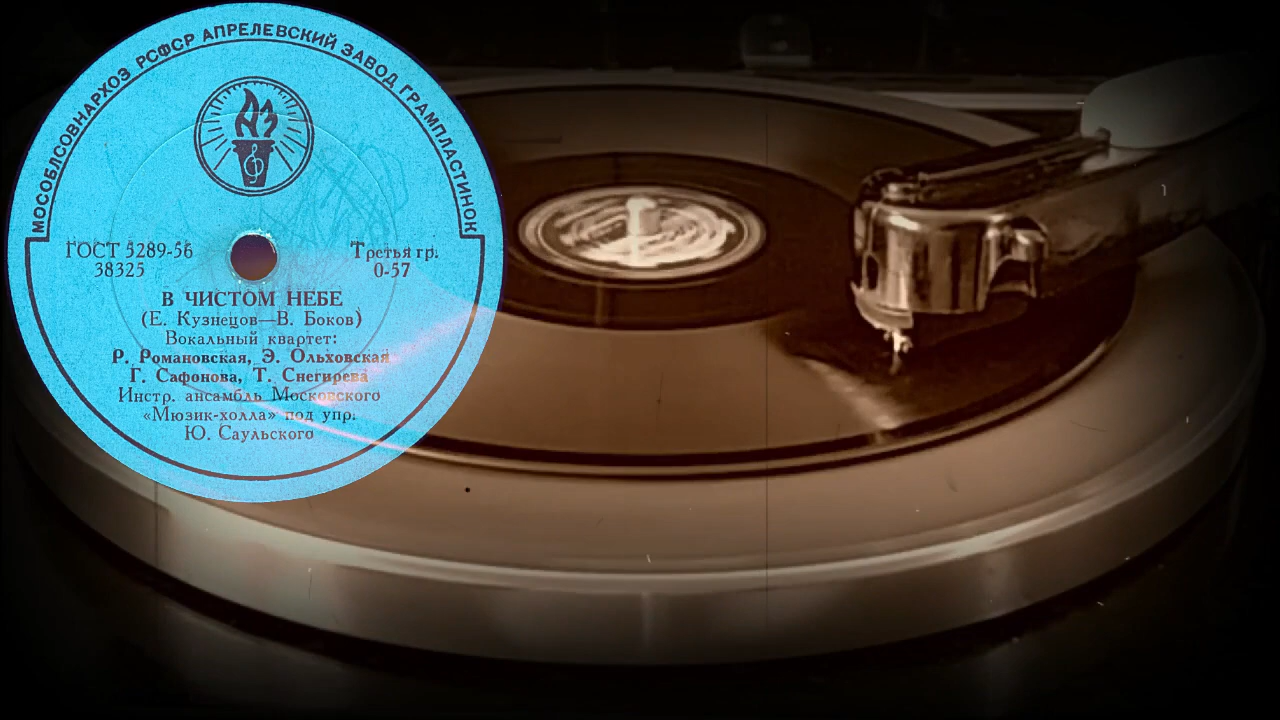 МОСОБЛСОВНАРХОЗ РСФСР АПРЕЛЕВСКИЙ ЗАВОД ГРАМПЛАСТИНОК
АЗ
ГОСТ 5289-56 Третья гр.
38325 0-57
В ЧИСТОМ НЕБЕ
(Е. Кузнецов—В. Боков)
Вокальный квартет:
Р. Романовская, Э. Ольховская
Г. Сафонова, Т. Снегирева
Инстр. ансамбль Московского
«Мюзик-холла» под упр.
Ю. Саульского